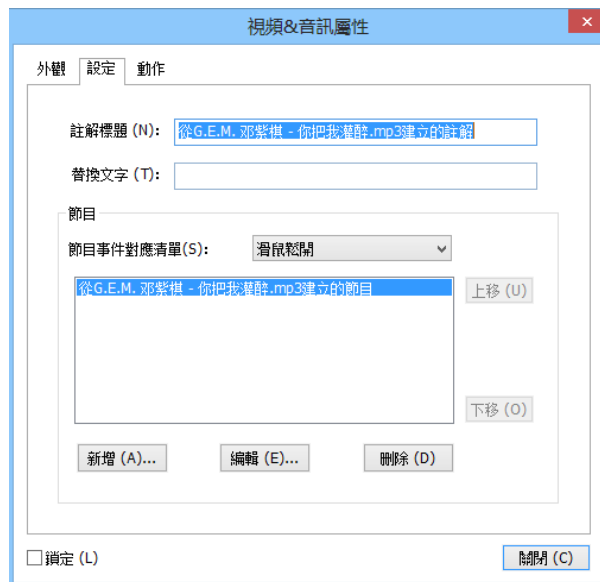 視頻&音訊屬性
外觀 設定 動作
註解標題 (N): 從G.E.M. 邓紫棋 - 你把我灌醉.mp3建立的註解
替換文字 (T):
節目
節目事件對應清單(S): 滑鼠鬆開
從G.E.M. 邓紫棋 - 你把我灌醉.mp3建立的節目
上移 (U)
下移 (O)
新增 (A)... 編輯 (E)... 刪除 (D)
鎖定 (L) 關閉 (C)